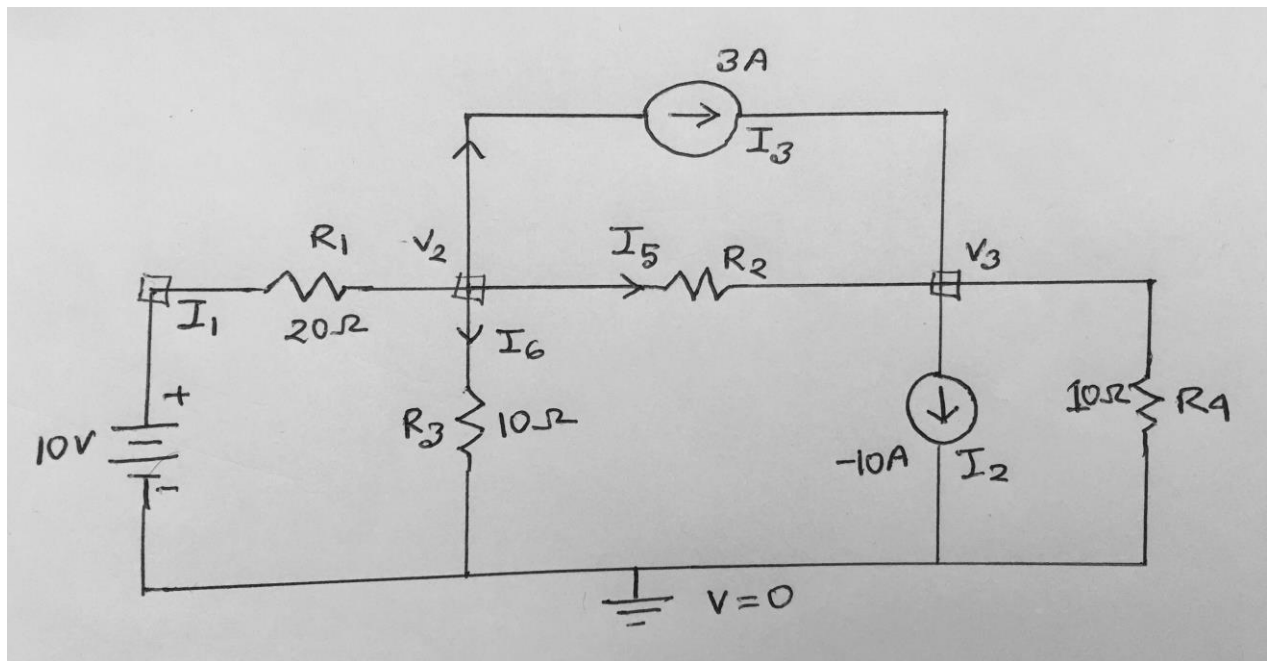 3A
I3
R1
V2
I5
R2
V3
I1
20Ω
I6
+
10V
-
R3
10Ω
10Ω
R4
-10A
I2
V=0